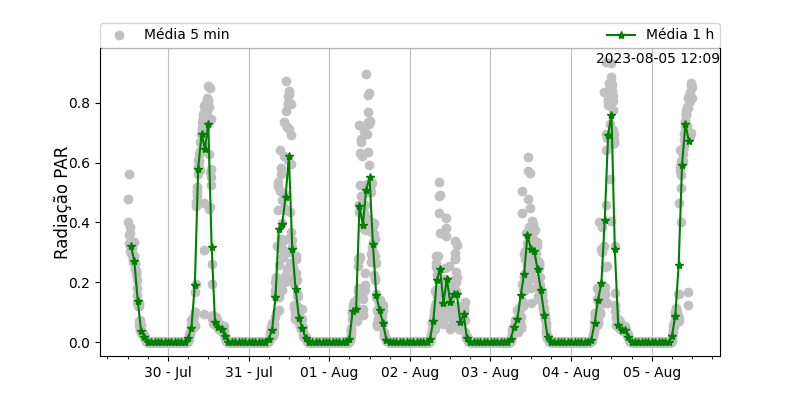 Média 5 min
Média 1 h
2023-08-05 12:09
Radiação PAR
0.8
0.6
0.4
0.2
0.0
30 - Jul
31 - Jul
01 - Aug
02 - Aug
03 - Aug
04 - Aug
05 - Aug